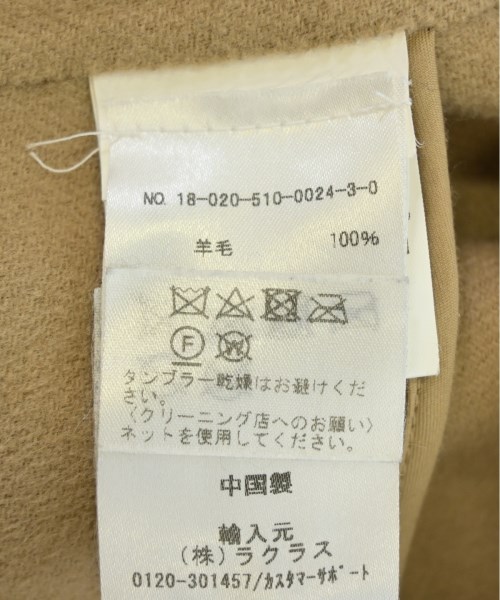 NO. 18-020-510-0024-3-0
羊毛 100%
F W
タンブラー乾燥はお避けくだ
さい。
〈クリーニング店へのお願い〉
ネットを使用してください。
中国製
輸入元
(株)ラクラス
0120-301457/カスタマーサポート